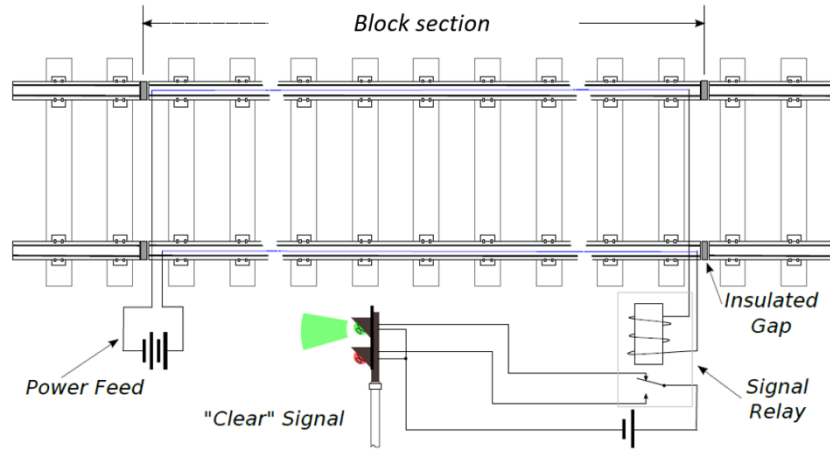 Block section
Insulated
Gap
Power Feed
"Clear" Signal
Signal
Relay